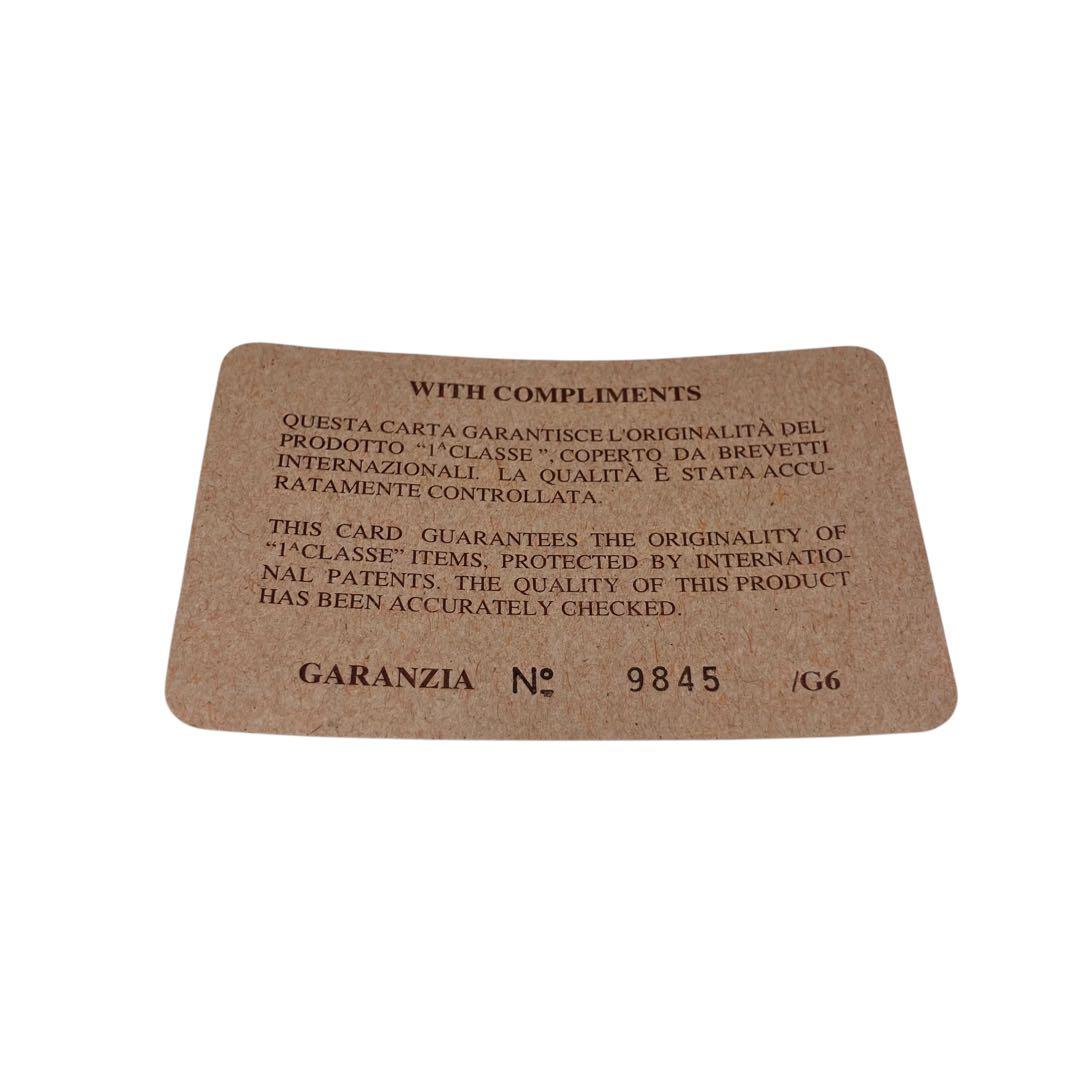 WITH COMPLIMENTS
QUESTA CARTA GARANTISCE L'ORIGINALITÀ DEL
PRODOTTO “1^CLASSE”, COPERTO DA BREVETTI
INTERNAZIONALI. LA QUALITÀ È STATA ACCU-
RATAMENTE CONTROLLATA.
THIS CARD GUARANTEES THE ORIGINALITY OF
“1^CLASSE” ITEMS, PROTECTED BY INTERNATIO-
NAL PATENTS. THE QUALITY OF THIS PRODUCT
HAS BEEN ACCURATELY CHECKED.
GARANZIA Nº 9845 /G6